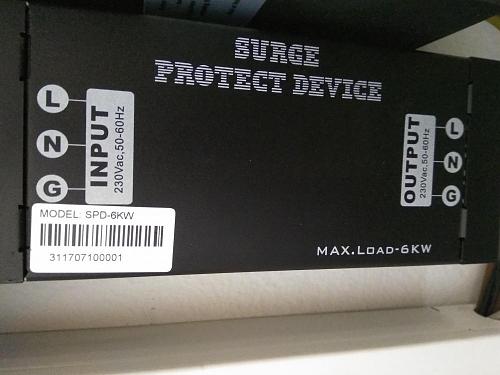 SURGE
PROTECT DEVICE
L
N
G
INPUT
230Vac,50-60Hz
OUTPUT
230Vac,50-60Hz
L
N
G
MODEL: SPD-6KW
311707100001
MAX.LOAD-6KW